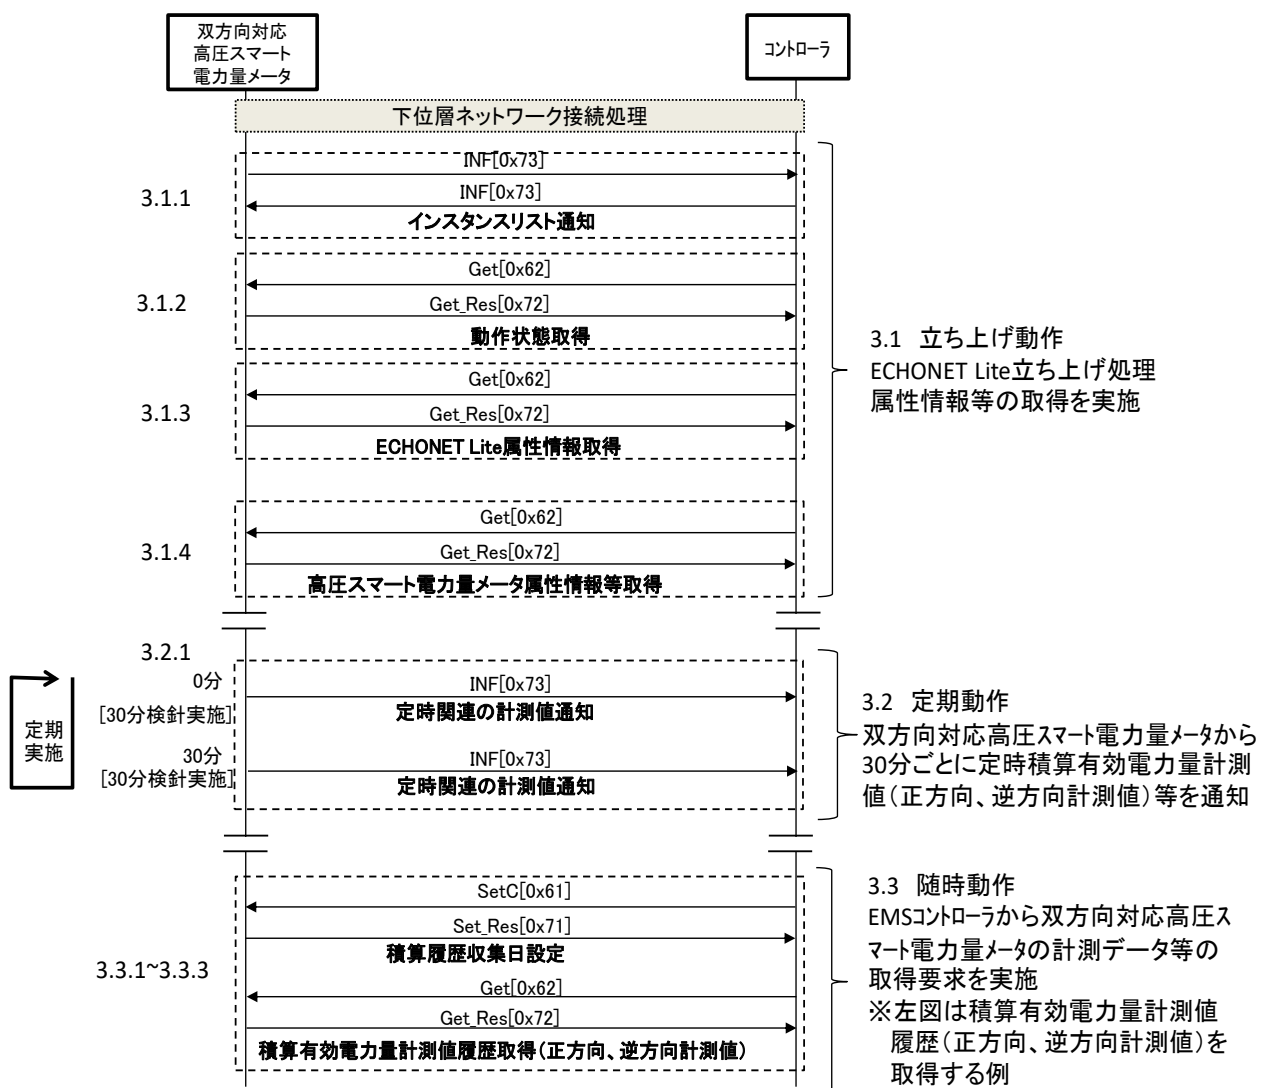 双方向対応
高圧スマート
電力量メータ
コントローラ
下位層ネットワーク接続処理
3.1.1
INF[0x73]
INF[0x73]
インスタンスリスト通知
3.1.2
Get[0x62]
Get_Res[0x72]
動作状態取得
3.1.3
Get[0x62]
Get_Res[0x72]
ECHONET Lite属性情報取得
3.1.4
Get[0x62]
Get_Res[0x72]
高圧スマート電力量メータ属性情報等取得
3.1 立ち上げ動作
ECHONET Lite立ち上げ処理
属性情報等の取得を実施
3.2.1
定期
実施
0分
[30分検針実施]
INF[0x73]
定時関連の計測値通知
30分
[30分検針実施]
INF[0x73]
定時関連の計測値通知
3.2 定期動作
双方向対応高圧スマート電力量メータから
30分ごとに定時積算有効電力量計測
値(正方向、逆方向計測値)等を通知
3.3.1~3.3.3
SetC[0x61]
Set_Res[0x71]
積算履歴収集日設定
Get[0x62]
Get_Res[0x72]
積算有効電力量計測値履歴取得(正方向、逆方向計測値)
3.3 随時動作
EMSコントローラから双方向対応高圧ス
マート電力量メータの計測データ等の
取得要求を実施
※左図は積算有効電力量計測値
履歴(正方向、逆方向計測値)を
取得する例